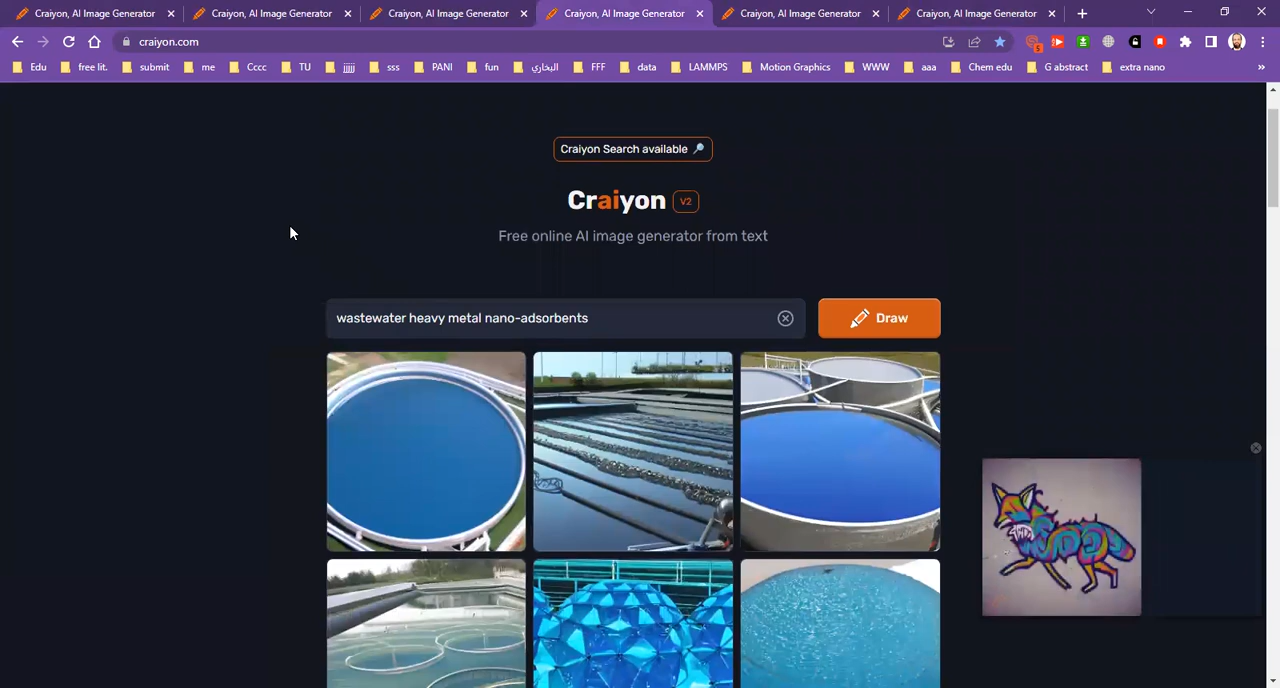 Craiyon, AI Image Generator
Craiyon, AI Image Generator
Craiyon, AI Image Generator
Craiyon, AI Image Generator
Craiyon, AI Image Generator
Craiyon, AI Image Generator
craiyon.com
5
Edu
free lit.
submit
me
Cccc
TU
jjjjj
sss
PANI
fun
البخاري
FFF
data
LAMMPS
Motion Graphics
WWW
aaa
Chem edu
G abstract
extra nano
Craiyon Search available
Craiyon V2
Free online AI image generator from text
wastewater heavy metal nano-adsorbents
Draw